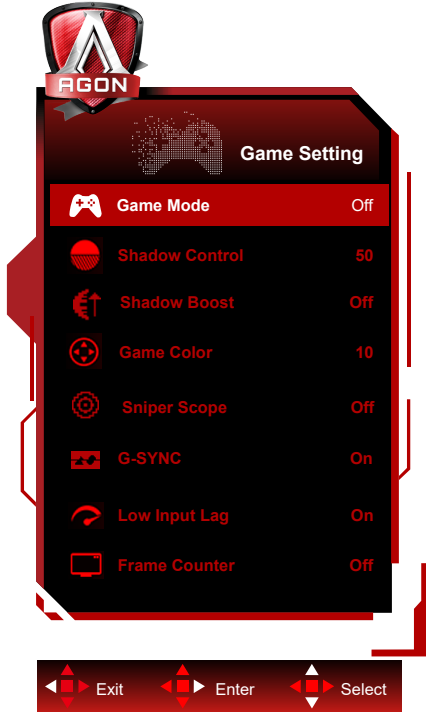 AGON
Game Setting
Game Mode Off
Shadow Control 50
Shadow Boost Off
Game Color 10
Sniper Scope Off
G-SYNC On
Low Input Lag On
Frame Counter Off
Exit Enter Select